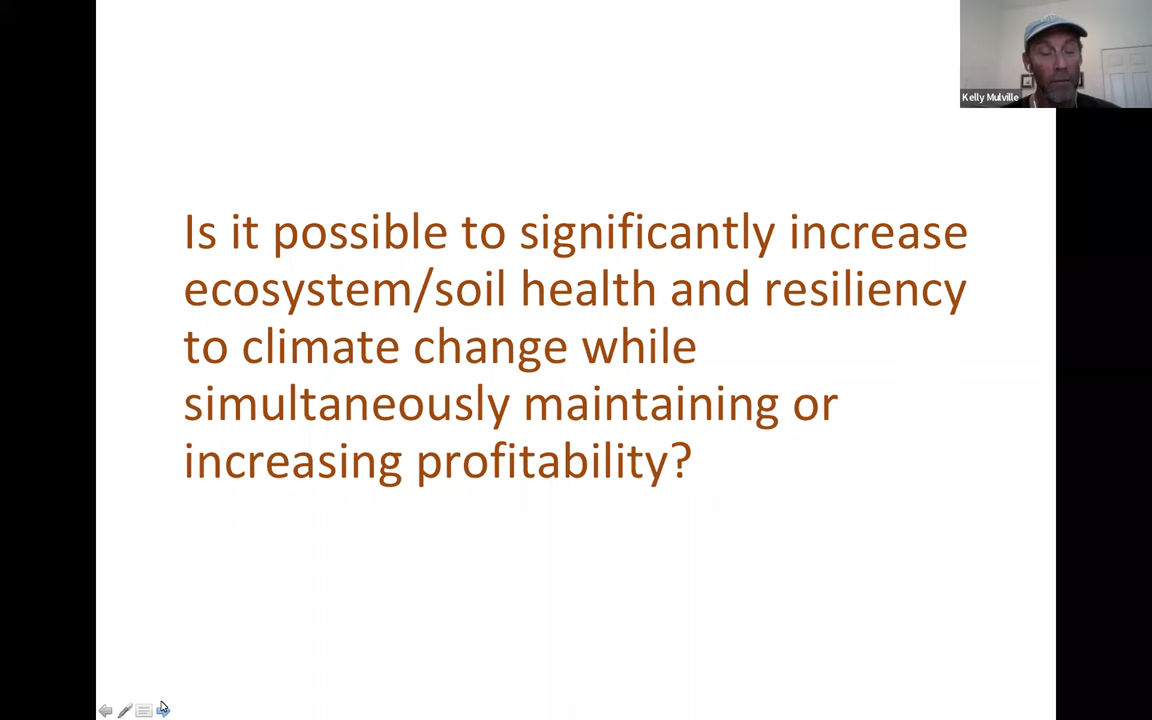 Kelly Mulville
Is it possible to significantly increase
ecosystem/soil health and resiliency
to climate change while
simultaneously maintaining or
increasing profitability?